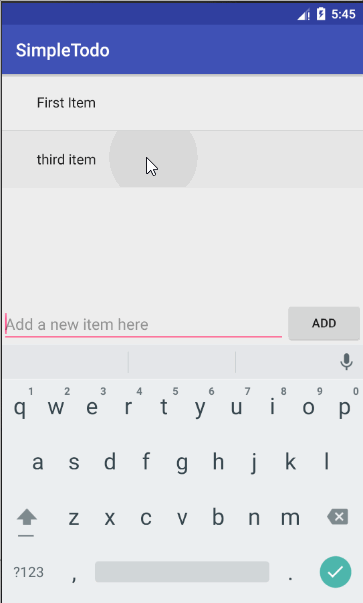 5:45
SimpleTodo
First Item
third item
Add a new item here
ADD
1 2 3 4 5 6 7 8 9 0
q w e r t y u i o p
a s d f g h j k l
z x c v b n m
?123 , .